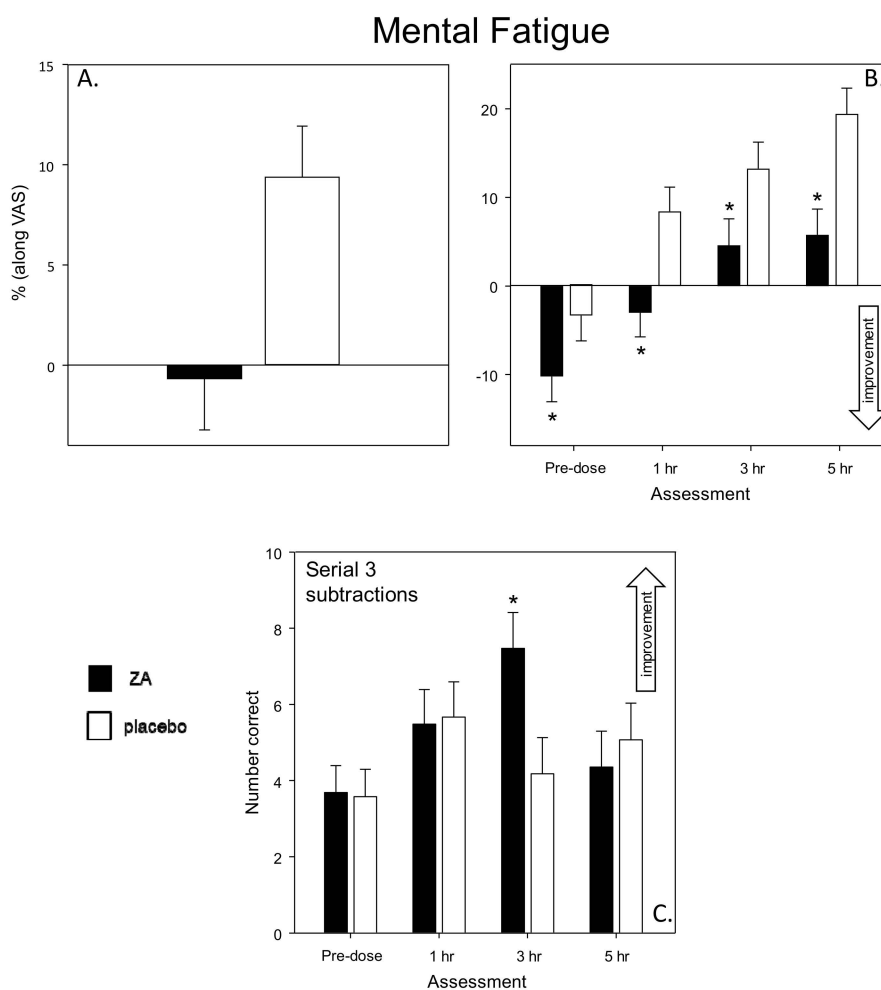 Mental Fatigue
A.
15
10
5
0
% (along VAS)
B.
20
10
0
-10
*
*
*
*
improvement
Pre-dose 1 hr 3 hr 5 hr
Assessment
Serial 3
subtractions
10
8
6
4
2
0
Number correct
*
improvement
C.
Pre-dose 1 hr 3 hr 5 hr
Assessment
ZA
placebo